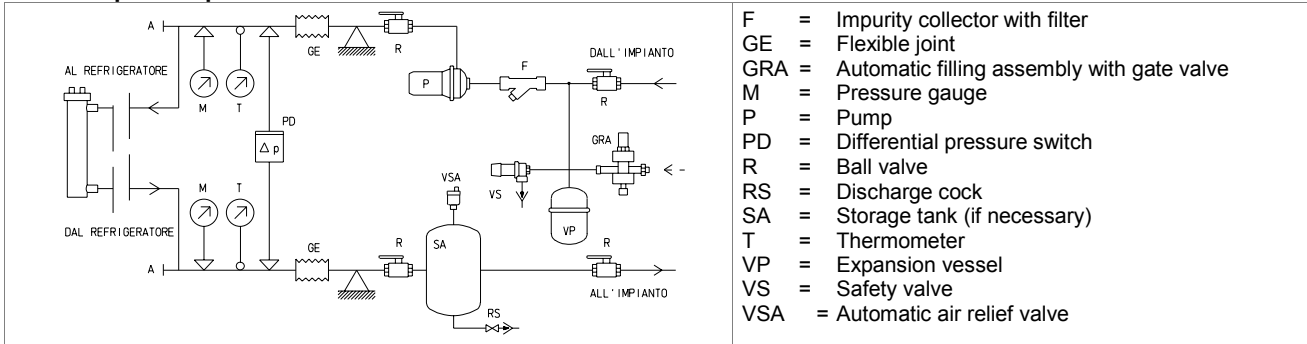 A
GE
R
DALL'IMPIANTO
AL REFRIGERATORE
P
F
R
M
T
PD
Δ p
GRA
VSA
VS
M
T
VP
DAL REFRIGERATORE
GE
R
SA
R
A
ALL'IMPIANTO
RS
F = Impurity collector with filter
GE = Flexible joint
GRA = Automatic filling assembly with gate valve
M = Pressure gauge
P = Pump
PD = Differential pressure switch
R = Ball valve
RS = Discharge cock
SA = Storage tank (if necessary)
T = Thermometer
VP = Expansion vessel
VS = Safety valve
VSA = Automatic air relief valve